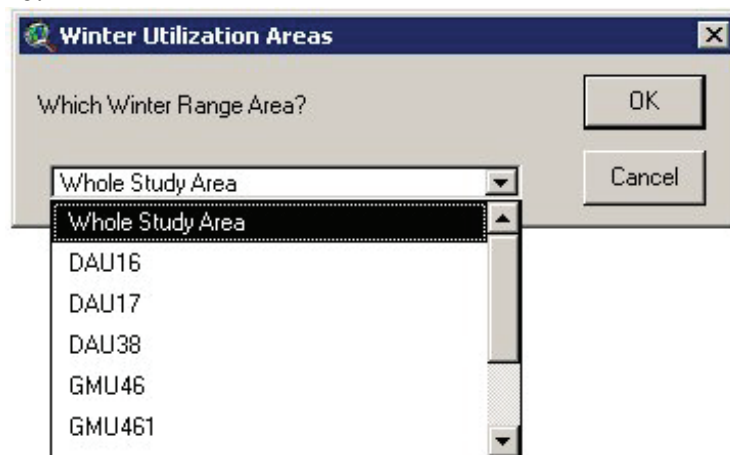 Winter Utilization Areas
Which Winter Range Area?
OK
Cancel
Whole Study Area
Whole Study Area
DAU16
DAU17
DAU38
GMU46
GMU461